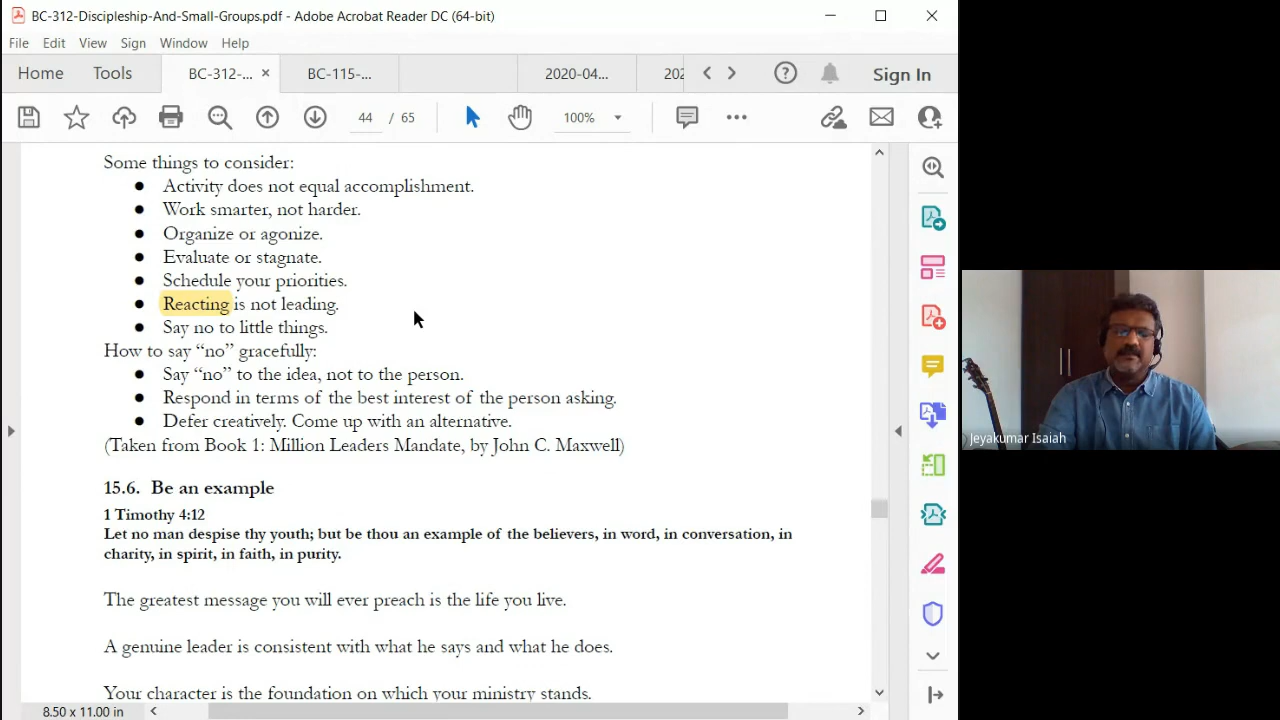 BC-312-Discipleship-And-Small-Groups.pdf - Adobe Acrobat Reader DC (64-bit)
File Edit View Sign Window Help
Home Tools BC-312-... × BC-115-... 2020-04... 202 Sign In
44 / 65 100%
Some things to consider:
● Activity does not equal accomplishment.
● Work smarter, not harder.
● Organize or agonize.
● Evaluate or stagnate.
● Schedule your priorities.
● Reacting is not leading.
● Say no to little things.
How to say “no” gracefully:
● Say “no” to the idea, not to the person.
● Respond in terms of the best interest of the person asking.
● Defer creatively. Come up with an alternative.
(Taken from Book 1: Million Leaders Mandate, by John C. Maxwell)
15.6. Be an example
1 Timothy 4:12
Let no man despise thy youth; but be thou an example of the believers, in word, in conversation, in
charity, in spirit, in faith, in purity.
The greatest message you will ever preach is the life you live.
A genuine leader is consistent with what he says and what he does.
Your character is the foundation on which your ministry stands.
8.50 x 11.00 in
Jeyakumar Isaiah